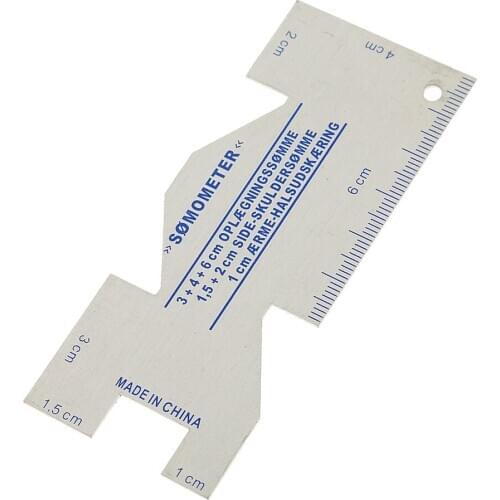 2 cm
4 cm
6 cm
» SØMOMETER «
3 + 4 + 6 cm OPLÆGNINGSSØMME
1,5 + 2 cm SIDE-SKULDERSØMME
1 cm ÆRME-HALSUDSKÆRING
3 cm
1,5 cm
MADE IN CHINA
1 cm